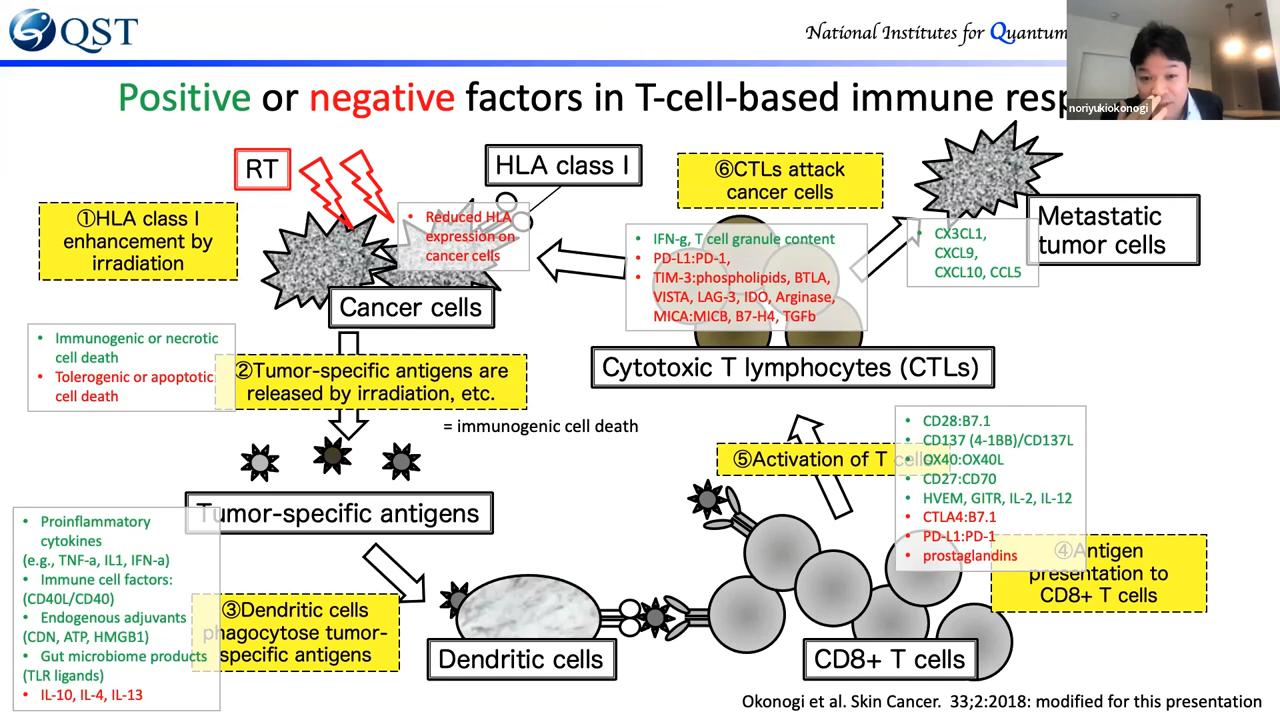 QST
National Institutes for Quantum
noriyukiokonogi
Positive or negative factors in T-cell-based immune resp
RT
HLA class I
①HLA class I
enhancement by
irradiation
• Reduced HLA
expression on
cancer cells
Cancer cells
⑥CTLs attack
cancer cells
• IFN-g, T cell granule content
• PD-L1:PD-1,
• TIM-3:phospholipids, BTLA,
VISTA, LAG-3, IDO, Arginase,
MICA:MICB, B7-H4, TGFb
• CX3CL1,
CXCL9,
CXCL10, CCL5
Metastatic
tumor cells
Cytotoxic T lymphocytes (CTLs)
• Immunogenic or necrotic
cell death
• Tolerogenic or apoptotic
cell death
②Tumor-specific antigens are
released by irradiation, etc.
= immunogenic cell death
Tumor-specific antigens
⑤Activation of T cells
• CD28:B7.1
• CD137 (4-1BB)/CD137L
• OX40:OX40L
• CD27:CD70
• HVEM, GITR, IL-2, IL-12
• CTLA4:B7.1
• PD-L1:PD-1
• prostaglandins
④Antigen
presentation to
CD8+ T cells
• Proinflammatory
cytokines
(e.g., TNF-a, IL1, IFN-a)
• Immune cell factors:
(CD40L/CD40)
• Endogenous adjuvants
(CDN, ATP, HMGB1)
• Gut microbiome products
(TLR ligands)
• IL-10, IL-4, IL-13
③Dendritic cells
phagocytose tumor-
specific antigens
Dendritic cells
CD8+ T cells
Okonogi et al. Skin Cancer. 33;2:2018: modified for this presentation